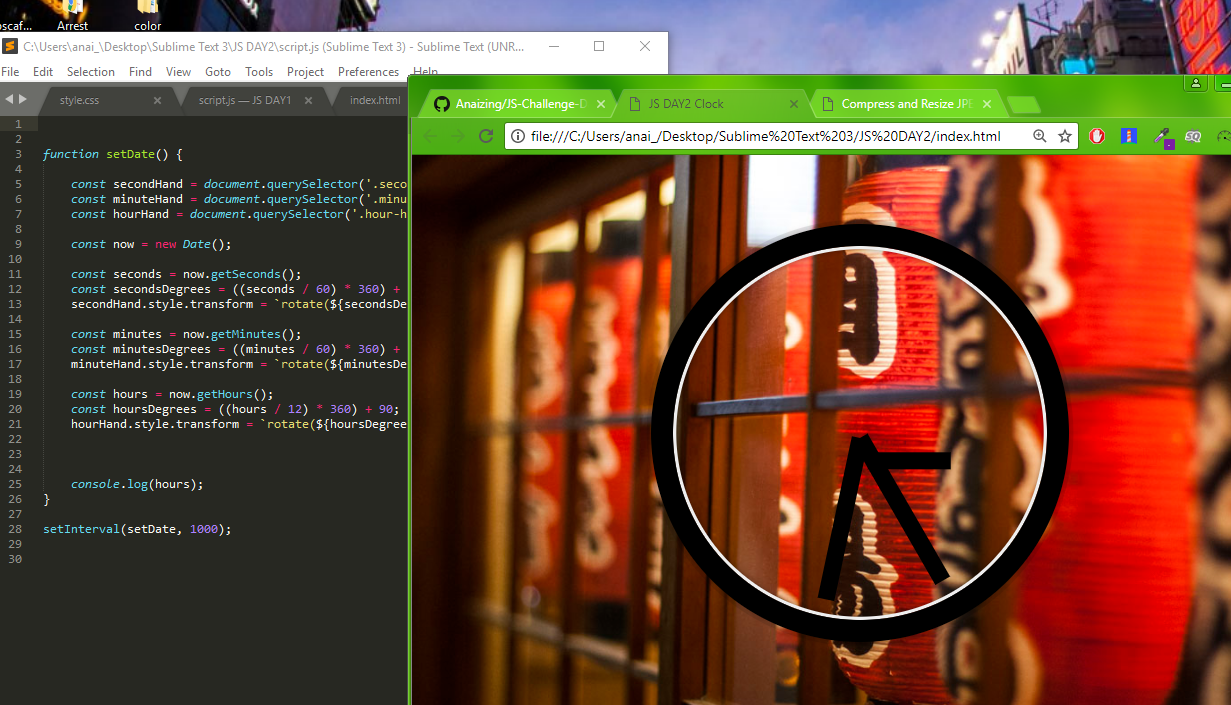 oscaf... Arrest color
C:\Users\anai_\Desktop\Sublime Text 3\JS DAY2\script.js (Sublime Text 3) - Sublime Text (UNR...
File Edit Selection Find View Goto Tools Project Preferences Help
style.css script.js — JS DAY1 index.html
Anaizing/JS-Challenge-D JS DAY2 Clock Compress and Resize JPE
file:///C:/Users/anai_/Desktop/Sublime%20Text%203/JS%20DAY2/index.html
SQ
1
2
3 function setDate() {
4
5 const secondHand = document.querySelector('.seco
6 const minuteHand = document.querySelector('.minu
7 const hourHand = document.querySelector('.hour-h
8
9 const now = new Date();
10
11 const seconds = now.getSeconds();
12 const secondsDegrees = ((seconds / 60) * 360) +
13 secondHand.style.transform = `rotate(${secondsDe
14
15 const minutes = now.getMinutes();
16 const minutesDegrees = ((minutes / 60) * 360) +
17 minuteHand.style.transform = `rotate(${minutesDe
18
19 const hours = now.getHours();
20 const hoursDegrees = ((hours / 12) * 360) + 90;
21 hourHand.style.transform = `rotate(${hoursDegree
22
23
24
25 console.log(hours);
26 }
27
28 setInterval(setDate, 1000);
29
30